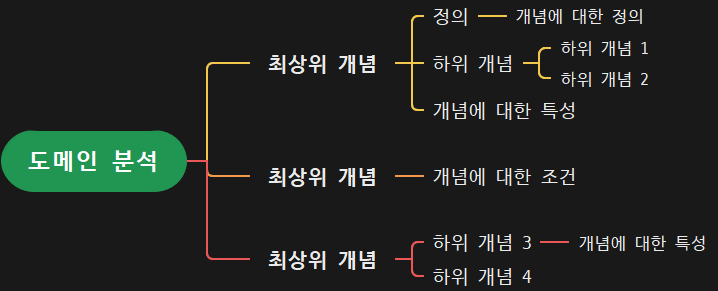 도메인 분석
최상위 개념
정의
개념에 대한 정의
하위 개념
하위 개념 1
하위 개념 2
개념에 대한 특성
최상위 개념
개념에 대한 조건
최상위 개념
하위 개념 3
개념에 대한 특성
하위 개념 4